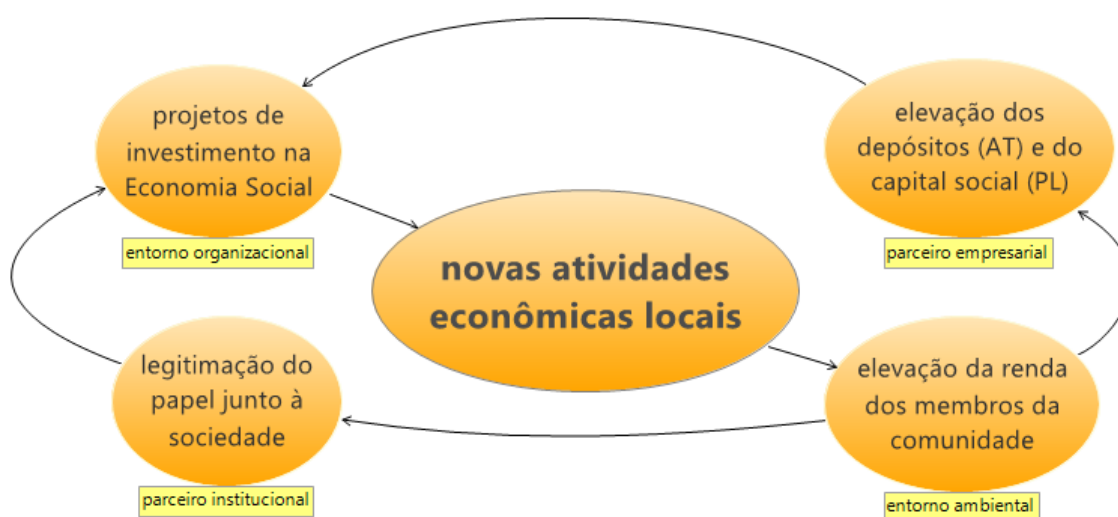 projetos de
investimento na
Economia Social
entorno organizacional
elevação dos
depósitos (AT) e do
capital social (PL)
parceiro empresarial
novas atividades
econômicas locais
legitimação do
papel junto à
sociedade
parceiro institucional
elevação da renda
dos membros da
comunidade
entorno ambiental